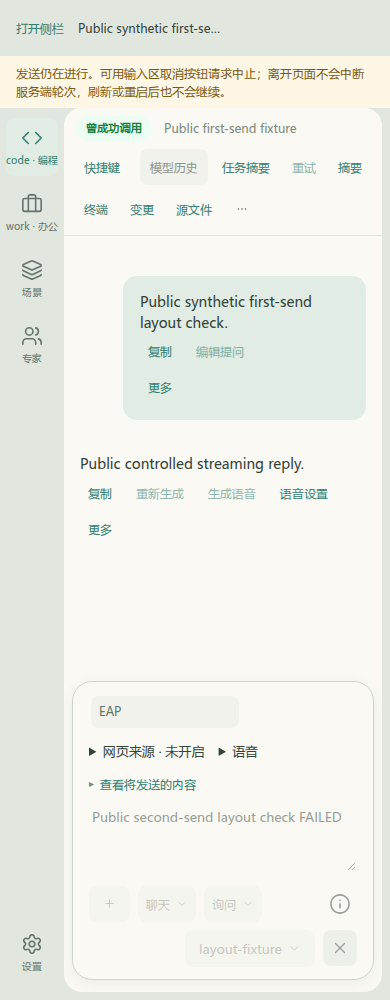 打开侧栏 Public synthetic first-se...
发送仍在进行。可用输入区取消按钮请求中止；离开页面不会中断
服务端轮次，刷新或重启后也不会继续。
code · 编程
work · 办公
场景
专家
设置
曾成功调用 Public first-send fixture
快捷键 模型历史 任务摘要 重试 摘要
终端 变更 源文件 ···
Public synthetic first-send
layout check.
复制 编辑提问
更多
Public controlled streaming reply.
复制 重新生成 生成语音 语音设置
更多
EAP
网页来源 · 未开启 语音
查看将发送的内容
Public second-send layout check FAILED
聊天 询问
layout-fixture